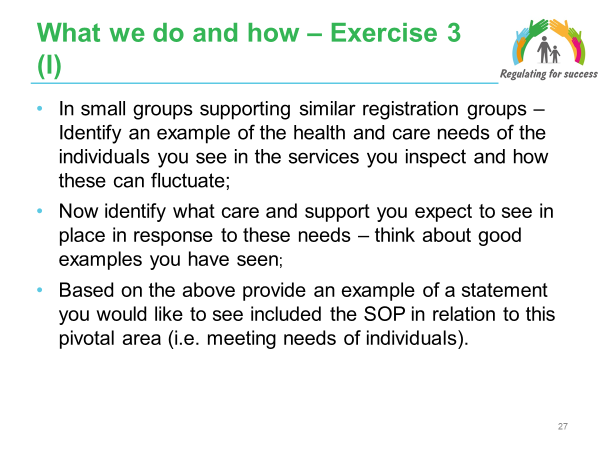 What we do and how – Exercise 3
(I)
Regulating for success
• In small groups supporting similar registration groups –
Identify an example of the health and care needs of the
individuals you see in the services you inspect and how
these can fluctuate;
• Now identify what care and support you expect to see in
place in response to these needs – think about good
examples you have seen;
• Based on the above provide an example of a statement
you would like to see included the SOP in relation to this
pivotal area (i.e. meeting needs of individuals).
27